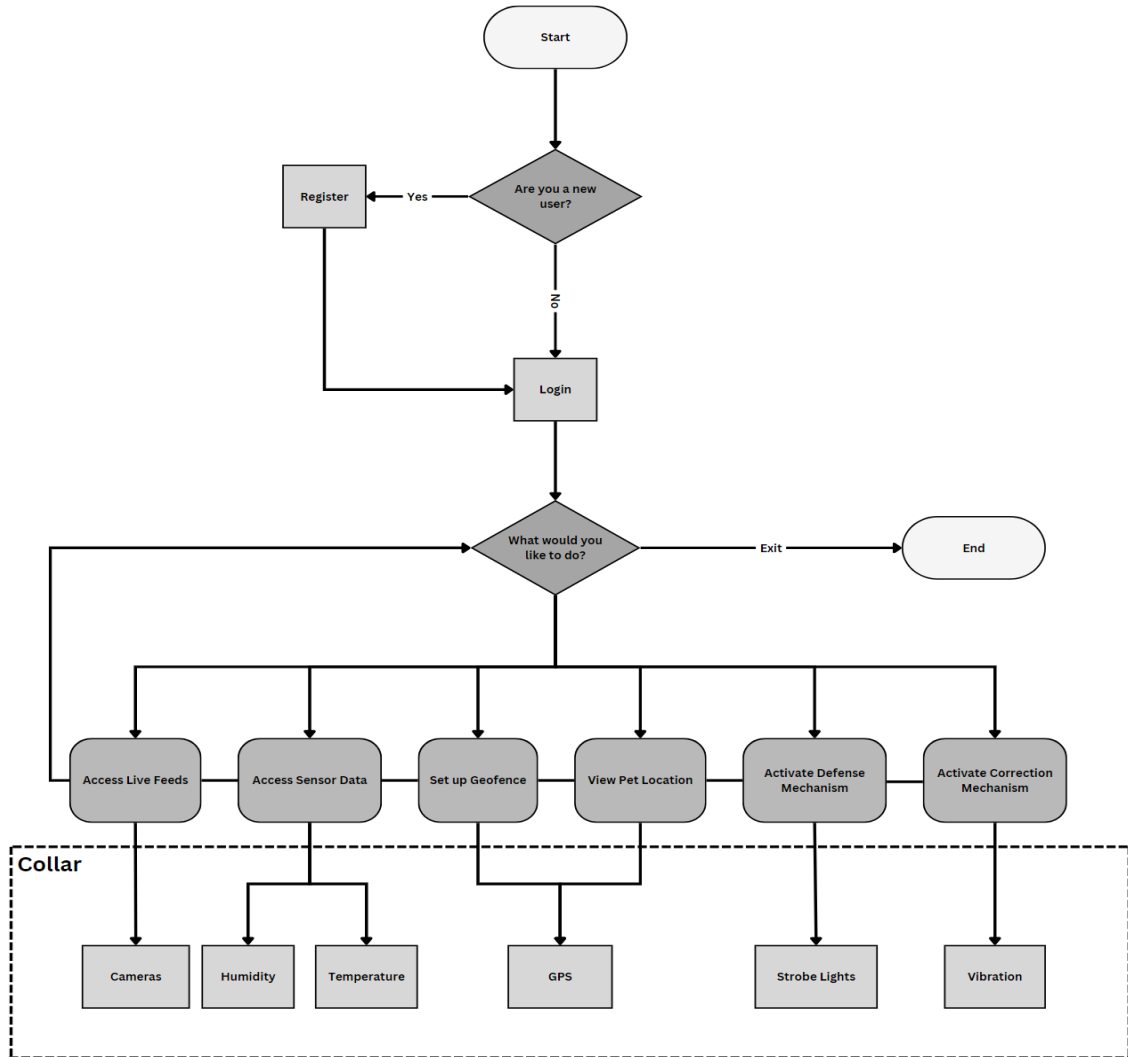 Start
Are you a new
user?
Yes
Register
No
Login
What would you
like to do?
Exit
End
Access Live Feeds
Access Sensor Data
Set up Geofence
View Pet Location
Activate Defense
Mechanism
Activate Correction
Mechanism
Collar
Cameras
Humidity
Temperature
GPS
Strobe Lights
Vibration